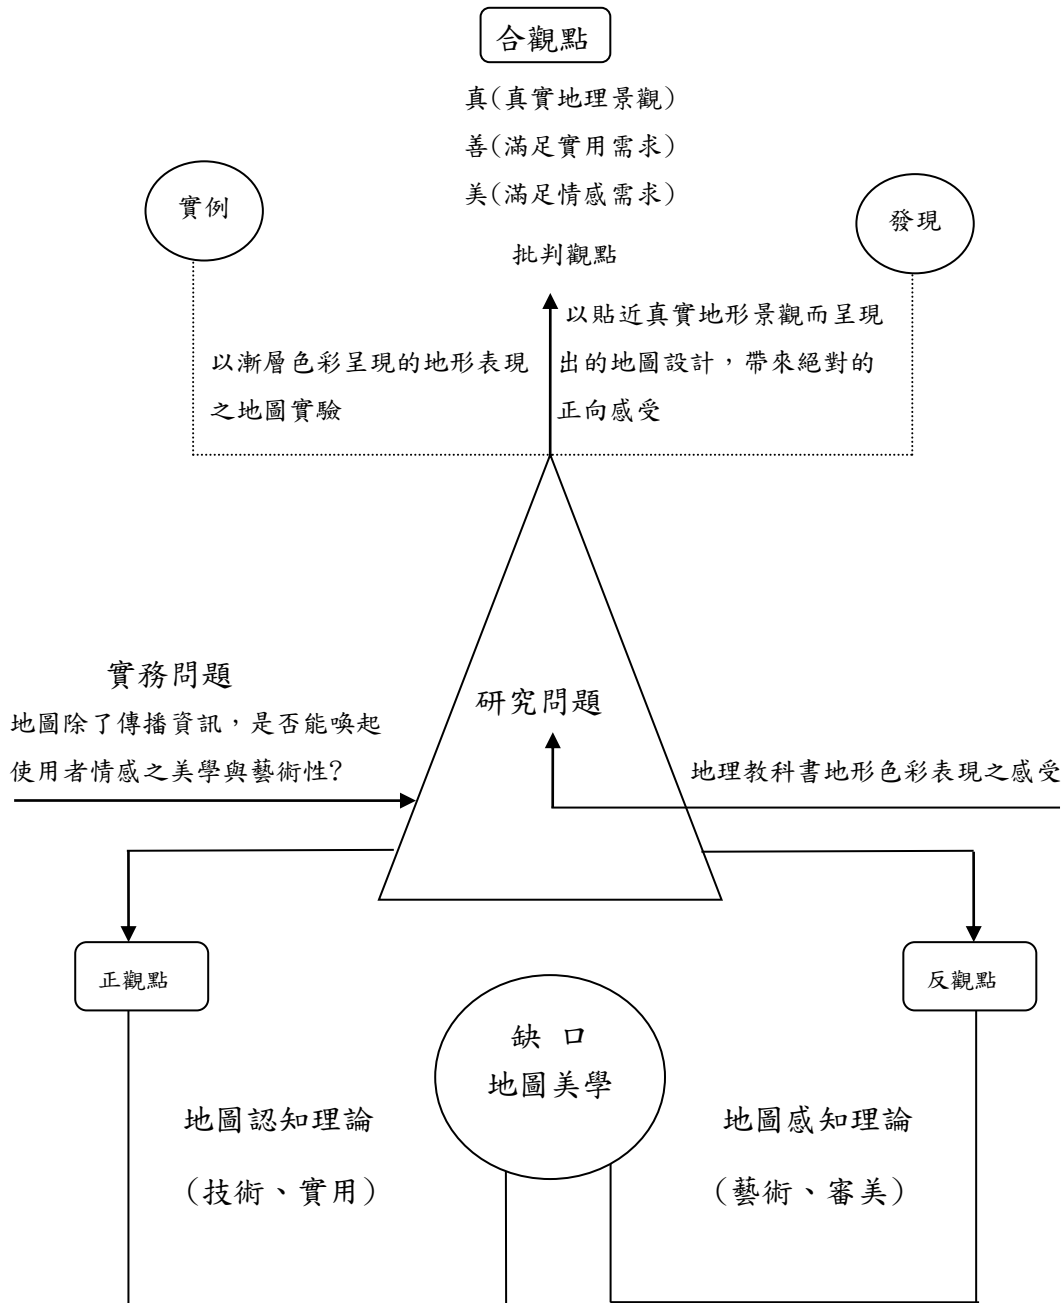 合觀點
真(真實地理景觀)
善(滿足實用需求)
美(滿足情感需求)
實例
發現
批判觀點
以漸層色彩呈現的地形表現
之地圖實驗
以貼近真實地形景觀而呈現
出的地圖設計，帶來絕對的
正向感受
實務問題
地圖除了傳播資訊，是否能喚起
使用者情感之美學與藝術性?
研究問題
地理教科書地形色彩表現之感受
正觀點
反觀點
缺 口
地圖美學
地圖認知理論
(技術、實用)
地圖感知理論
(藝術、審美)